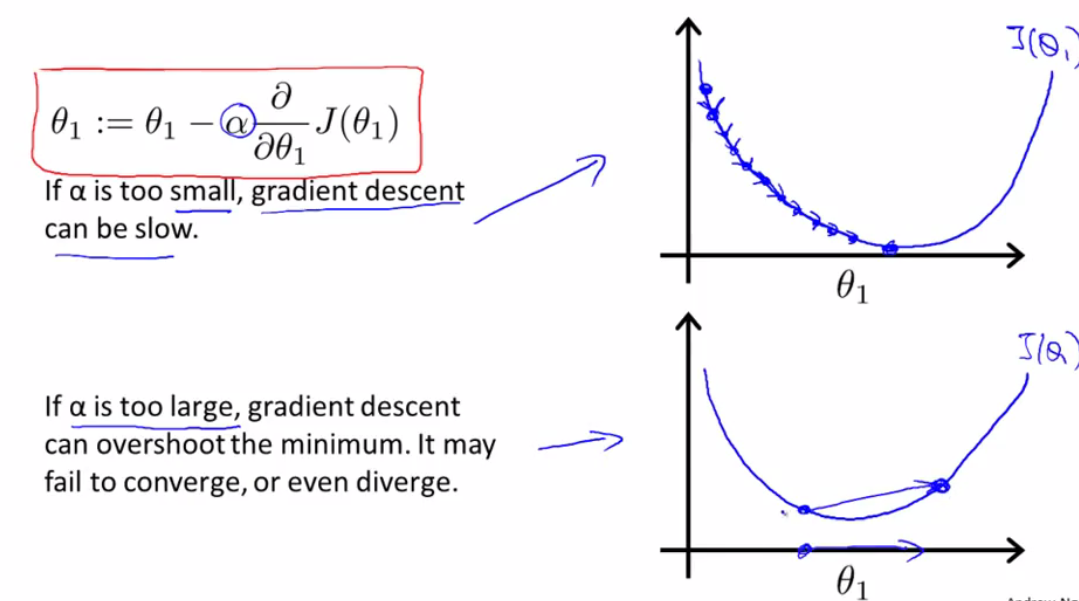 J(θ₁)
θ₁ := θ₁ − α ∂/∂θ₁ J(θ₁)
If α is too small, gradient descent
can be slow.
θ₁
J(θ₁)
If α is too large, gradient descent
can overshoot the minimum. It may
fail to converge, or even diverge.
θ₁